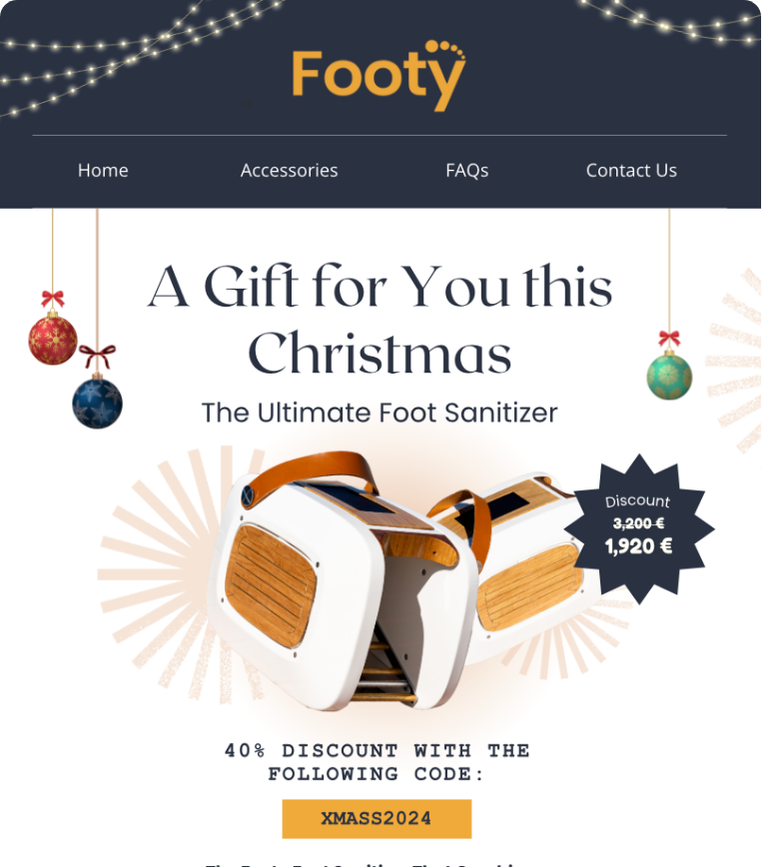 Footy
Home Accessories FAQs Contact Us
A Gift for You this
Christmas
The Ultimate Foot Sanitizer
Discount
3,200 €
1,920 €
40% DISCOUNT WITH THE
FOLLOWING CODE:
XMASS2024